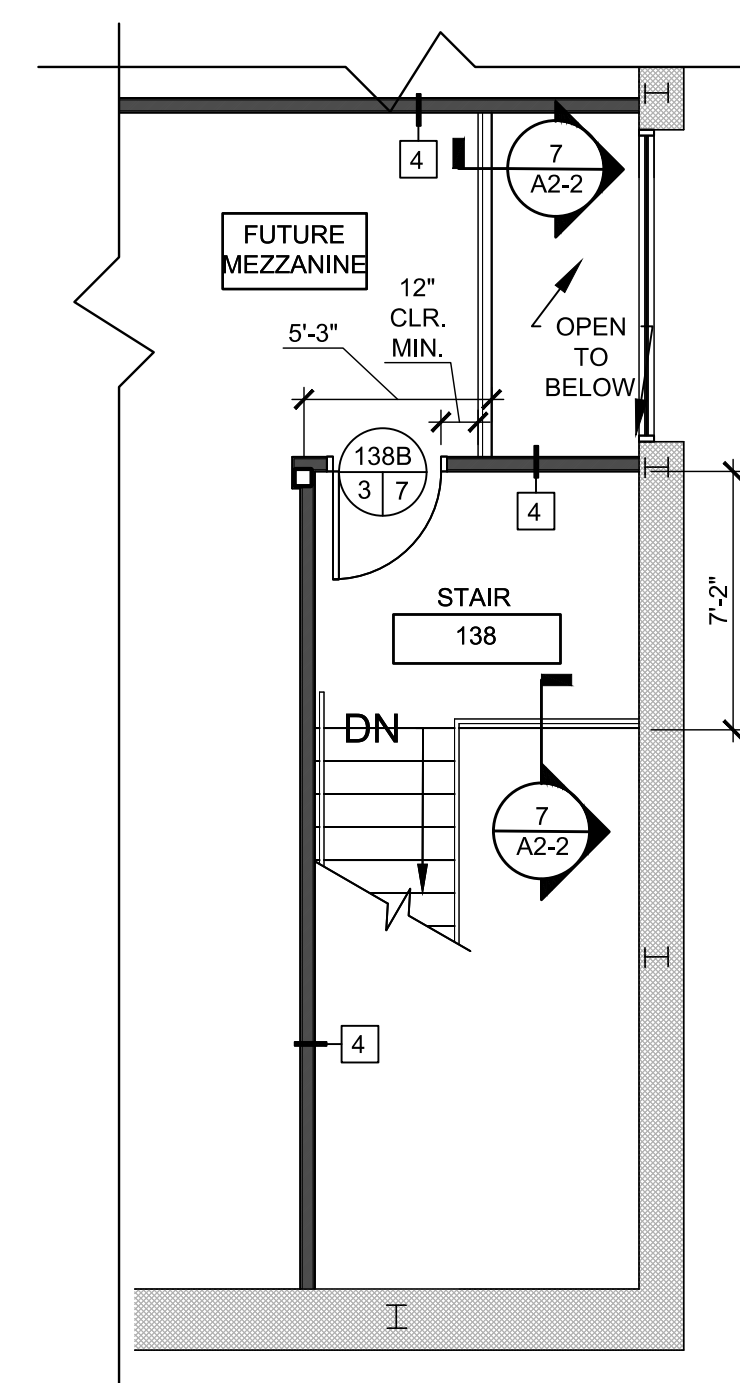 4
7
A2-2
FUTURE
MEZZANINE
12"
CLR.
MIN.
5'-3"
OPEN
TO
BELOW
138B
3 7
4
STAIR
138
7'-2"
DN
7
A2-2
4